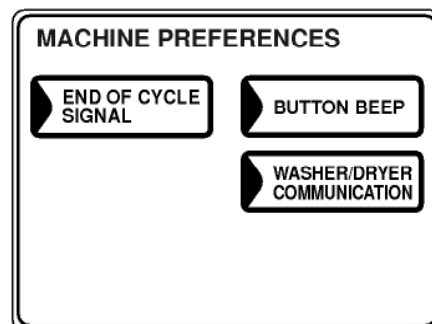 MACHINE PREFERENCES
END OF CYCLE
SIGNAL
BUTTON BEEP
WASHER/DRYER
COMMUNICATION